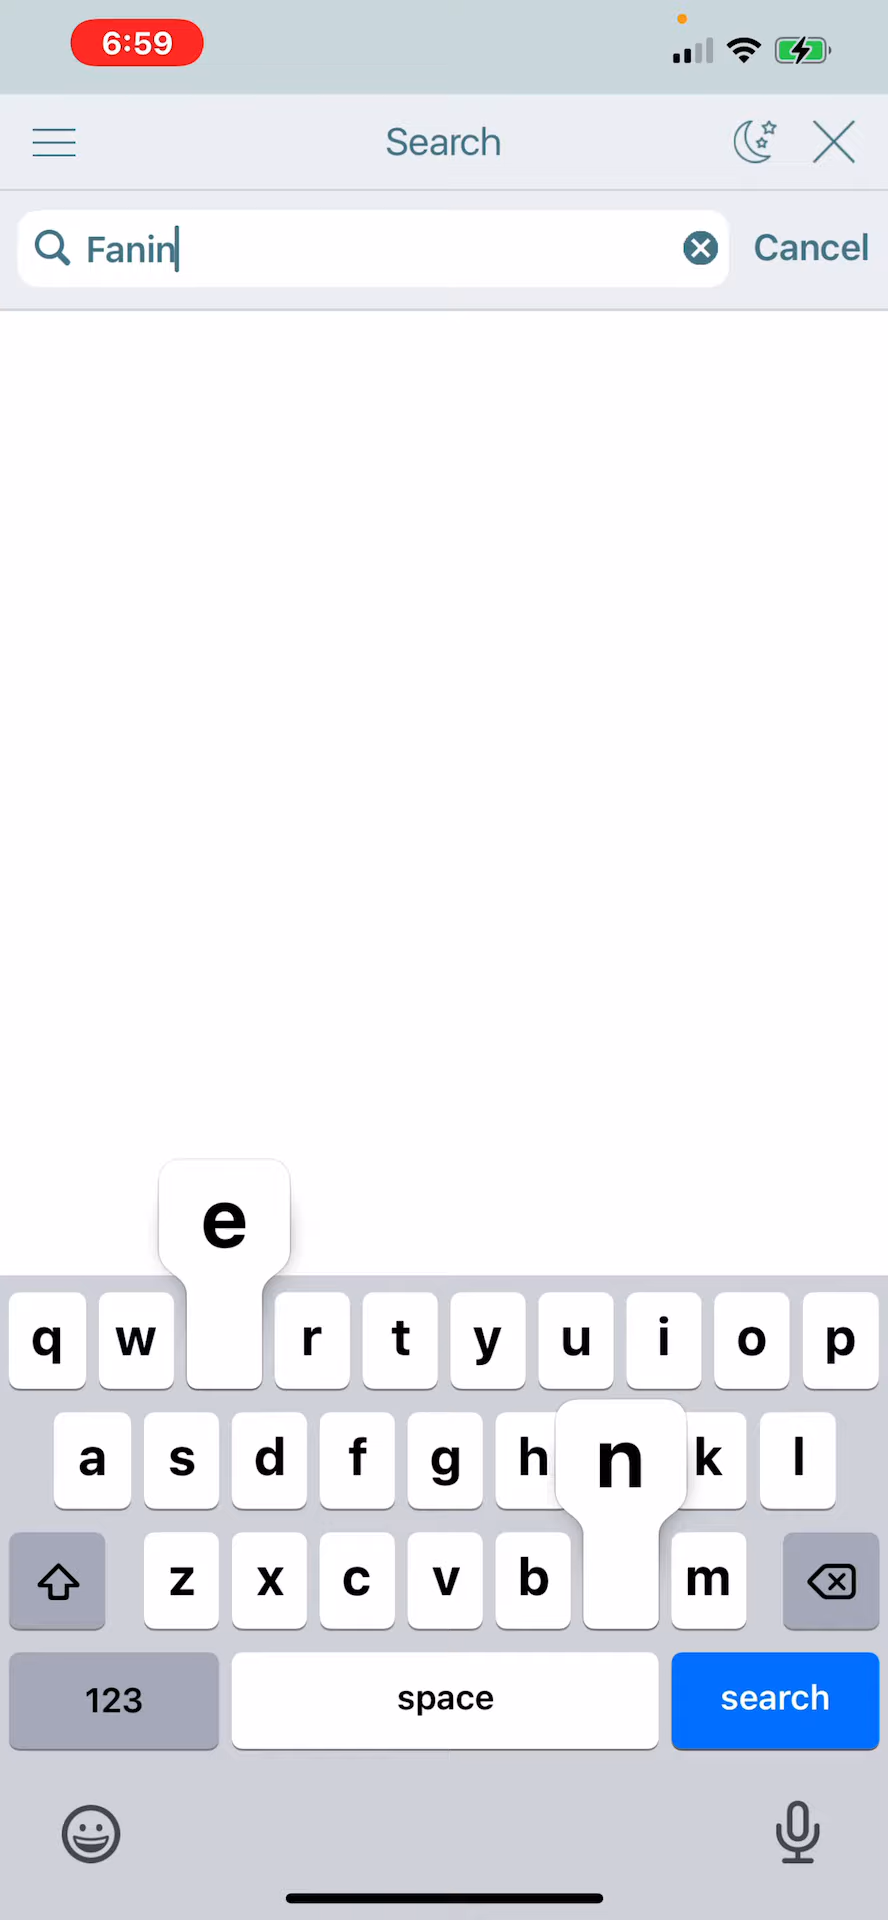 6:59
Search
Fanin
Cancel
e
q w r t y u i o p
a s d f g h n k l
z x c v b m
123 space search